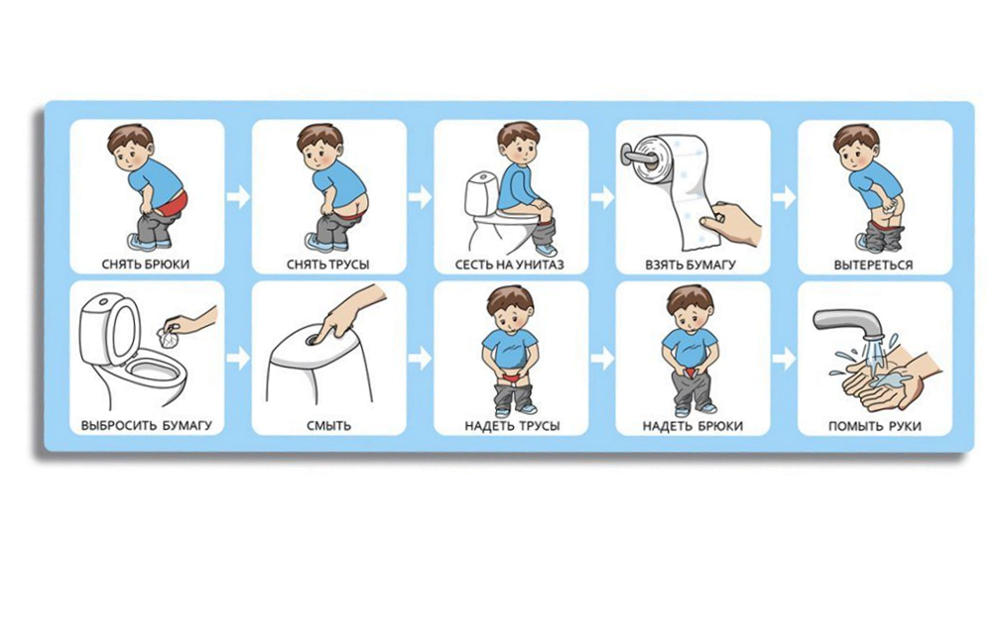 СНЯТЬ БРЮКИ
СНЯТЬ ТРУСЫ
СЕСТЬ НА УНИТАЗ
ВЗЯТЬ БУМАГУ
ВЫТЕРЕТЬСЯ
ВЫБРОСИТЬ БУМАГУ
СМЫТЬ
НАДЕТЬ ТРУСЫ
НАДЕТЬ БРЮКИ
ПОМЫТЬ РУКИ